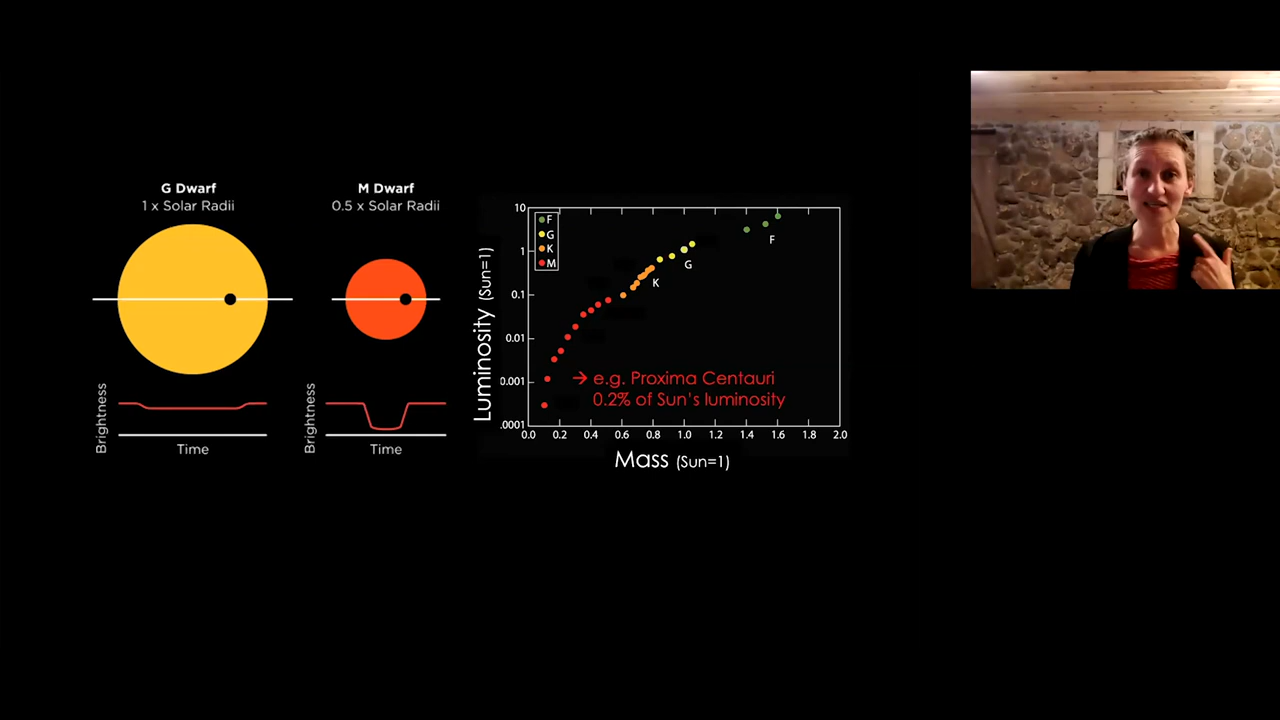 G Dwarf
1 x Solar Radii
M Dwarf
0.5 x Solar Radii
Brightness
Time
Brightness
Time
Luminosity (Sun=1)
10
1
0.1
0.01
0.001
.0001
F
G
K
M
F
G
K
→ e.g. Proxima Centauri
0.2% of Sun's luminosity
0.0 0.2 0.4 0.6 0.8 1.0 1.2 1.4 1.6 1.8 2.0
Mass (Sun=1)